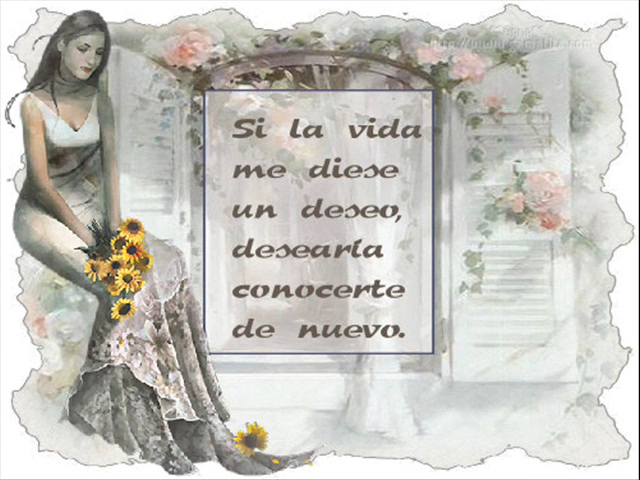 Si la vida
me diese
un deseo,
desearía
conocerte
de nuevo.